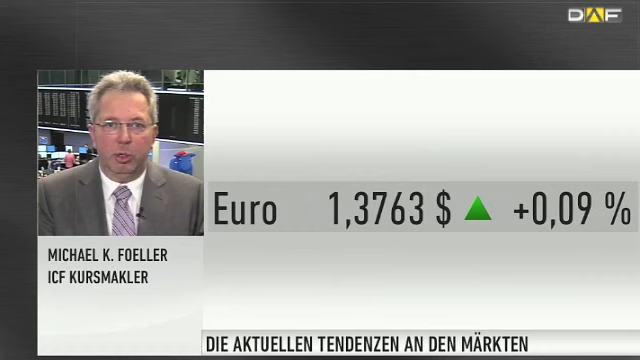 DAF
Euro 1,3763 $ ▲ +0,09 %
MICHAEL K. FOELLER
ICF KURSMAKLER
DIE AKTUELLEN TENDENZEN AN DEN MÄRKTEN